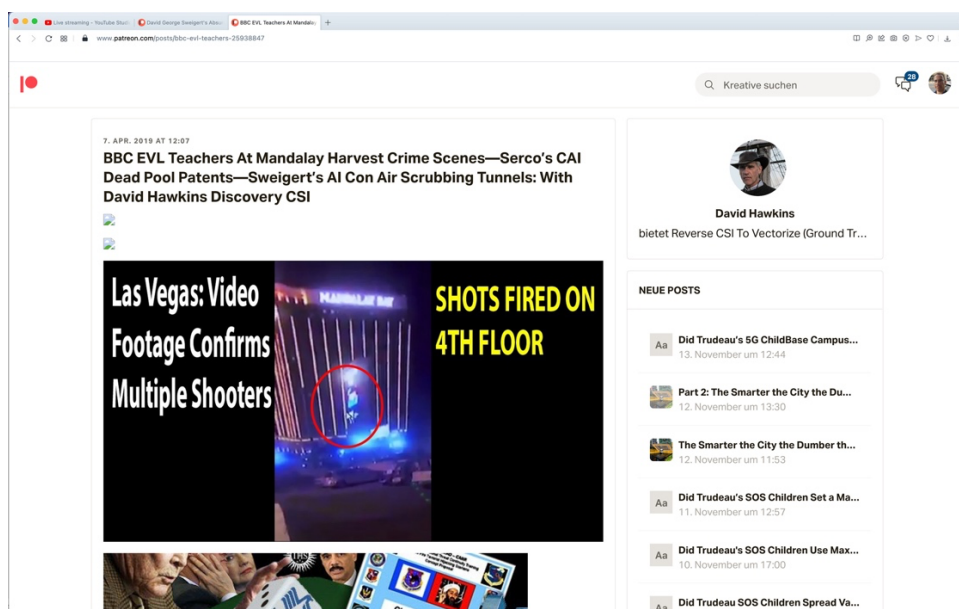 Live streaming - YouTube Studi
David George Sweigert's Abou
BBC EVL Teachers At Mandala
www.patreon.com/posts/bbc-evl-teachers-25938847
Kreative suchen
28
7. APR. 2019 AT 12:07
BBC EVL Teachers At Mandalay Harvest Crime Scenes—Serco's CAI
Dead Pool Patents—Sweigert's AI Con Air Scrubbing Tunnels: With
David Hawkins Discovery CSI
Las Vegas: Video
Footage Confirms
Multiple Shooters
MANDALAY BAY
SHOTS FIRED ON
4TH FLOOR
David Hawkins
bietet Reverse CSI To Vectorize (Ground Tr...
NEUE POSTS
Aa
Did Trudeau's 5G ChildBase Campus...
13. November um 12:44
Part 2: The Smarter the City the Du...
12. November um 13:30
The Smarter the City the Dumber th...
12. November um 11:53
Aa
Did Trudeau's SOS Children Set a Ma...
11. November um 12:57
Aa
Did Trudeau's SOS Children Use Max...
10. November um 17:00
Aa
Did Trudeau SOS Children Spread Va...